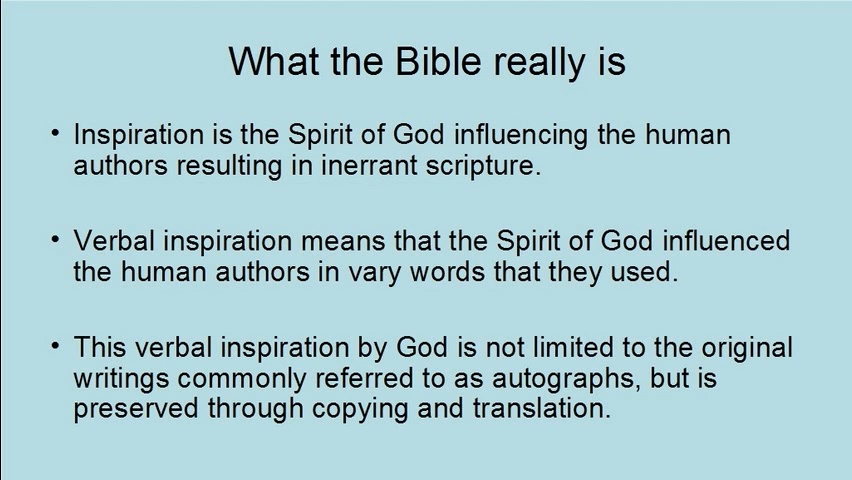 What the Bible really is
• Inspiration is the Spirit of God influencing the human
authors resulting in inerrant scripture.
• Verbal inspiration means that the Spirit of God influenced
the human authors in vary words that they used.
• This verbal inspiration by God is not limited to the original
writings commonly referred to as autographs, but is
preserved through copying and translation.